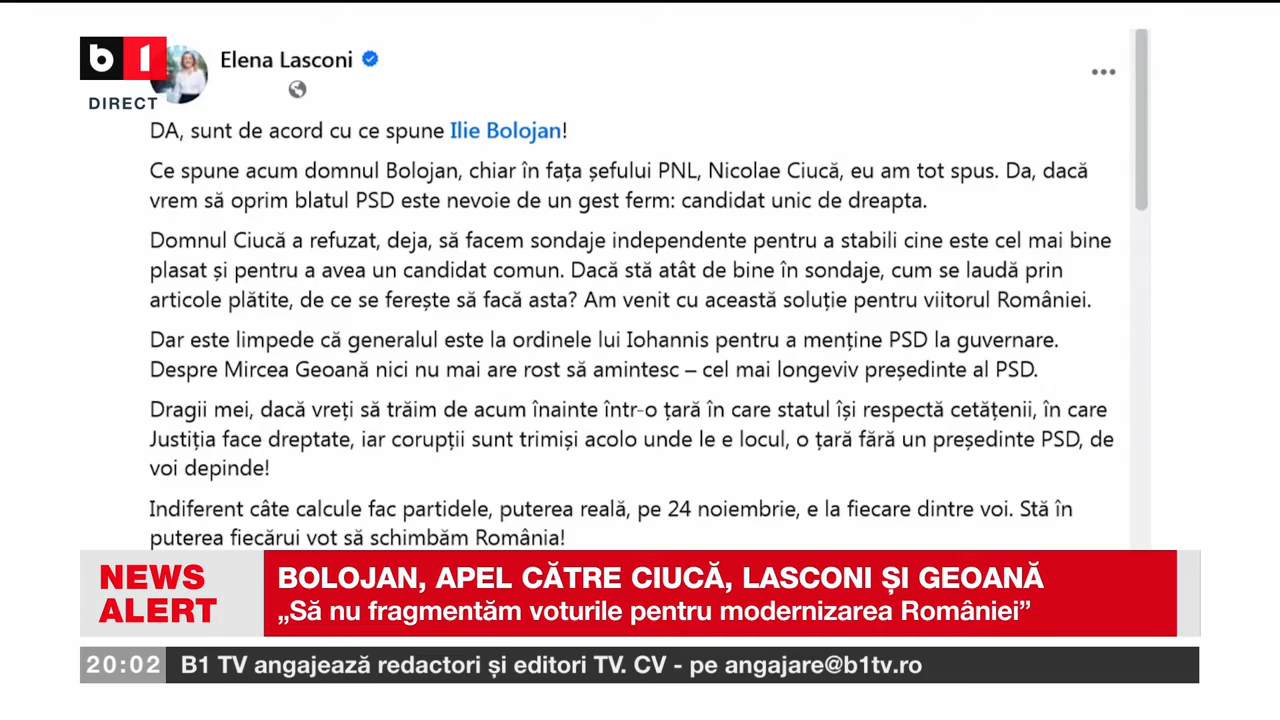 b1
DIRECT
Elena Lasconi
DA, sunt de acord cu ce spune Ilie Bolojan!
Ce spune acum domnul Bolojan, chiar în fața șefului PNL, Nicolae Ciucă, eu am tot spus. Da, dacă
vrem să oprim blatul PSD este nevoie de un gest ferm: candidat unic de dreapta.
Domnul Ciucă a refuzat, deja, să facem sondaje independente pentru a stabili cine este cel mai bine
plasat și pentru a avea un candidat comun. Dacă stă atât de bine în sondaje, cum se laudă prin
articole plătite, de ce se ferește să facă asta? Am venit cu această soluție pentru viitorul României.
Dar este limpede că generalul este la ordinele lui Iohannis pentru a menține PSD la guvernare.
Despre Mircea Geoană nici nu mai are rost să amintesc – cel mai longeviv președinte al PSD.
Dragii mei, dacă vreți să trăim de acum înainte într-o țară în care statul își respectă cetățenii, în care
Justiția face dreptate, iar corupții sunt trimiși acolo unde le e locul, o țară fără un președinte PSD, de
voi depinde!
Indiferent câte calcule fac partidele, puterea reală, pe 24 noiembrie, e la fiecare dintre voi. Stă în
puterea fiecărui vot să schimbăm România!
NEWS ALERT
BOLOJAN, APEL CĂTRE CIUCĂ, LASCONI ȘI GEOANĂ
„Să nu fragmentăm voturile pentru modernizarea României”
20:02 B1 TV angajează redactori și editori TV. CV - pe angajare@b1tv.ro